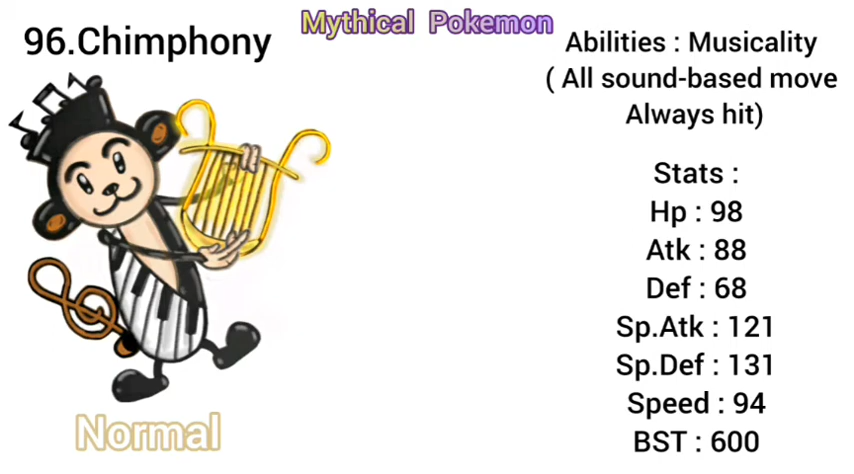 Mythical Pokemon
96.Chimphony
Abilities : Musicality
( All sound-based move
Always hit)
Stats :
Hp : 98
Atk : 88
Def : 68
Sp.Atk : 121
Sp.Def : 131
Speed : 94
BST : 600
Normal